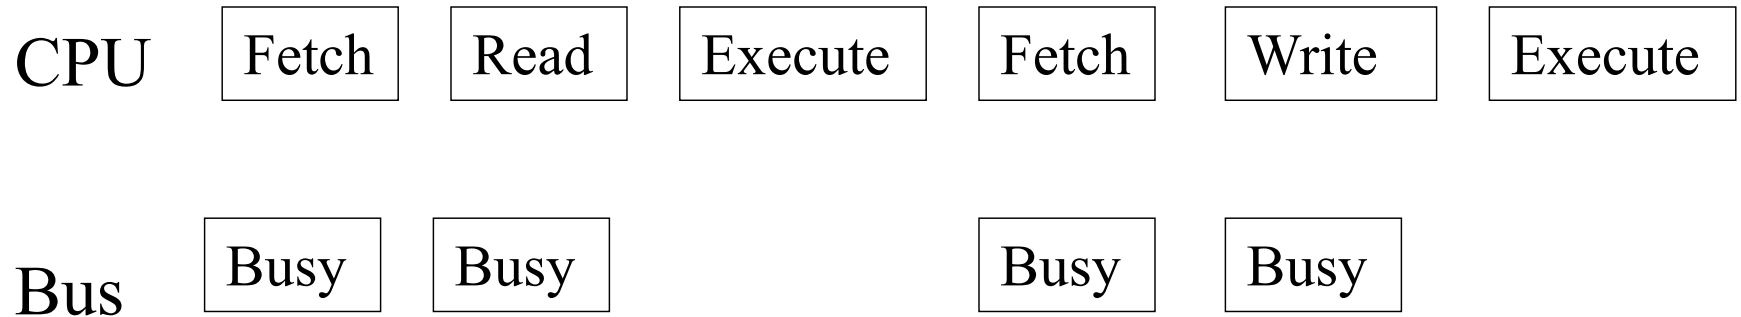 CPU Fetch Read Execute Fetch Write Execute
Bus Busy Busy Busy Busy